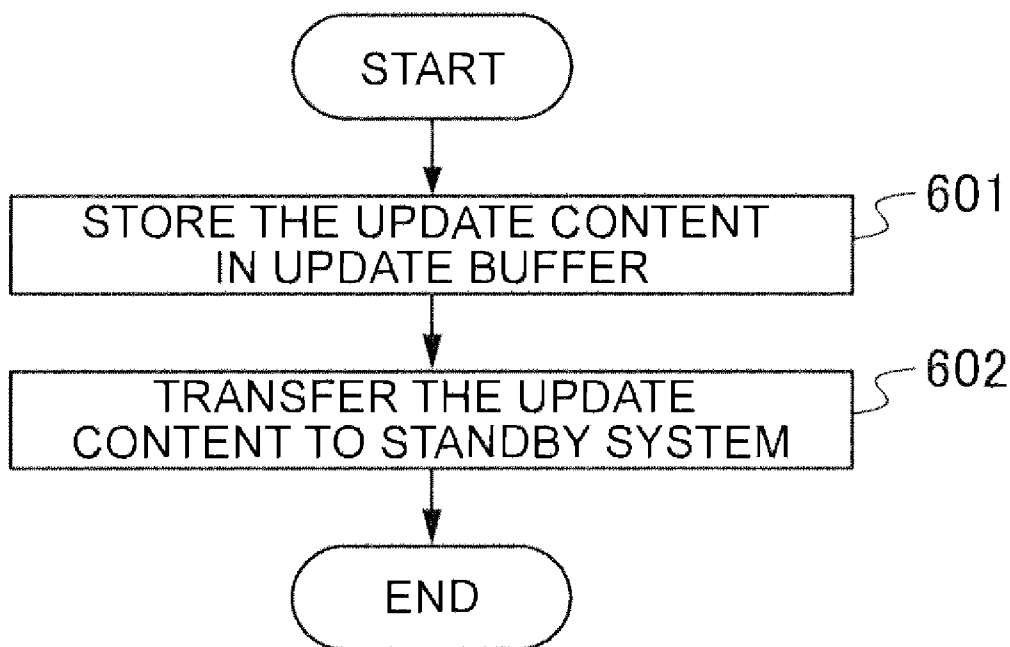 START
STORE THE UPDATE CONTENT
IN UPDATE BUFFER
601
TRANSFER THE UPDATE
CONTENT TO STANDBY SYSTEM
602
END